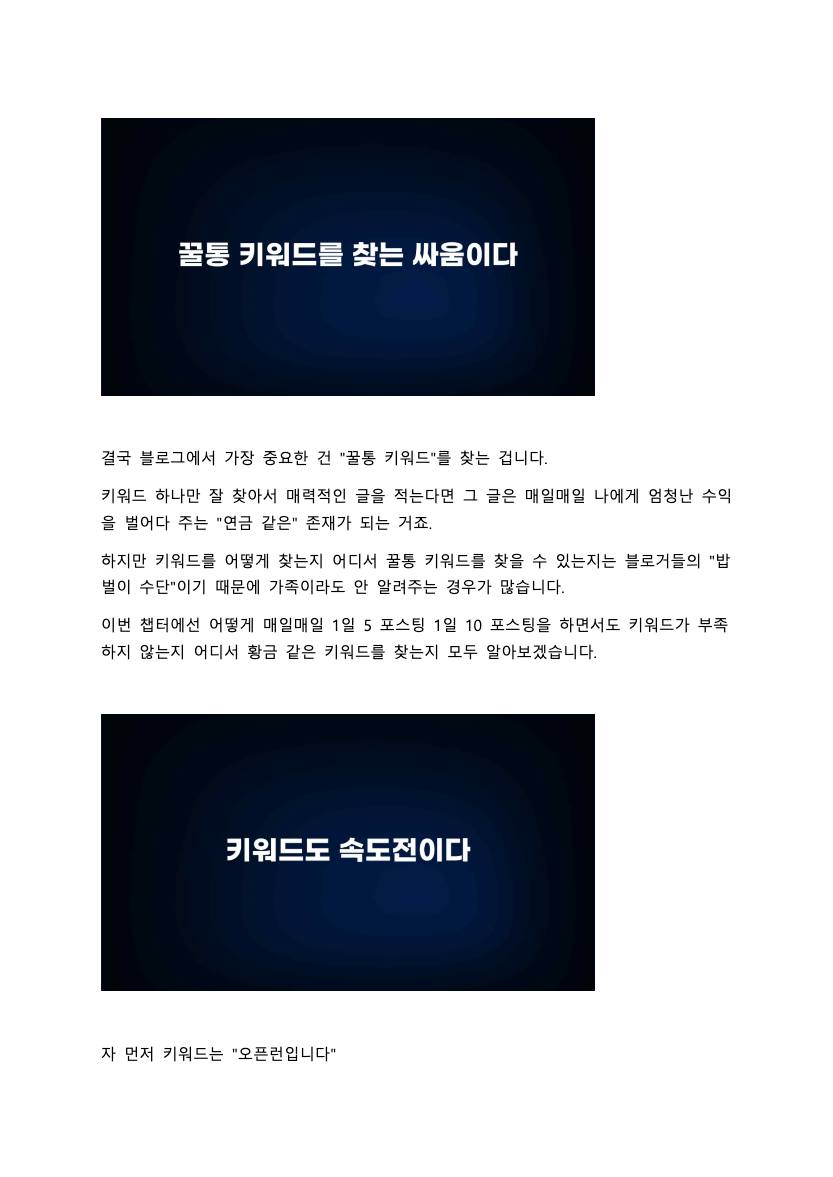 꿀통 키워드를 찾는 싸움이다
결국 블로그에서 가장 중요한 건 "꿀통 키워드"를 찾는 겁니다.
키워드 하나만 잘 찾아서 매력적인 글을 적는다면 그 글은 매일매일 나에게 엄청난 수익
을 벌어다 주는 "연금 같은" 존재가 되는 거죠.
하지만 키워드를 어떻게 찾는지 어디서 꿀통 키워드를 찾을 수 있는지는 블로거들의 "밥
벌이 수단"이기 때문에 가족이라도 안 알려주는 경우가 많습니다.
이번 챕터에선 어떻게 매일매일 1일 5 포스팅 1일 10 포스팅을 하면서도 키워드가 부족
하지 않는지 어디서 황금 같은 키워드를 찾는지 모두 알아보겠습니다.
키워드도 속도전이다
자 먼저 키워드는 "오픈런입니다"